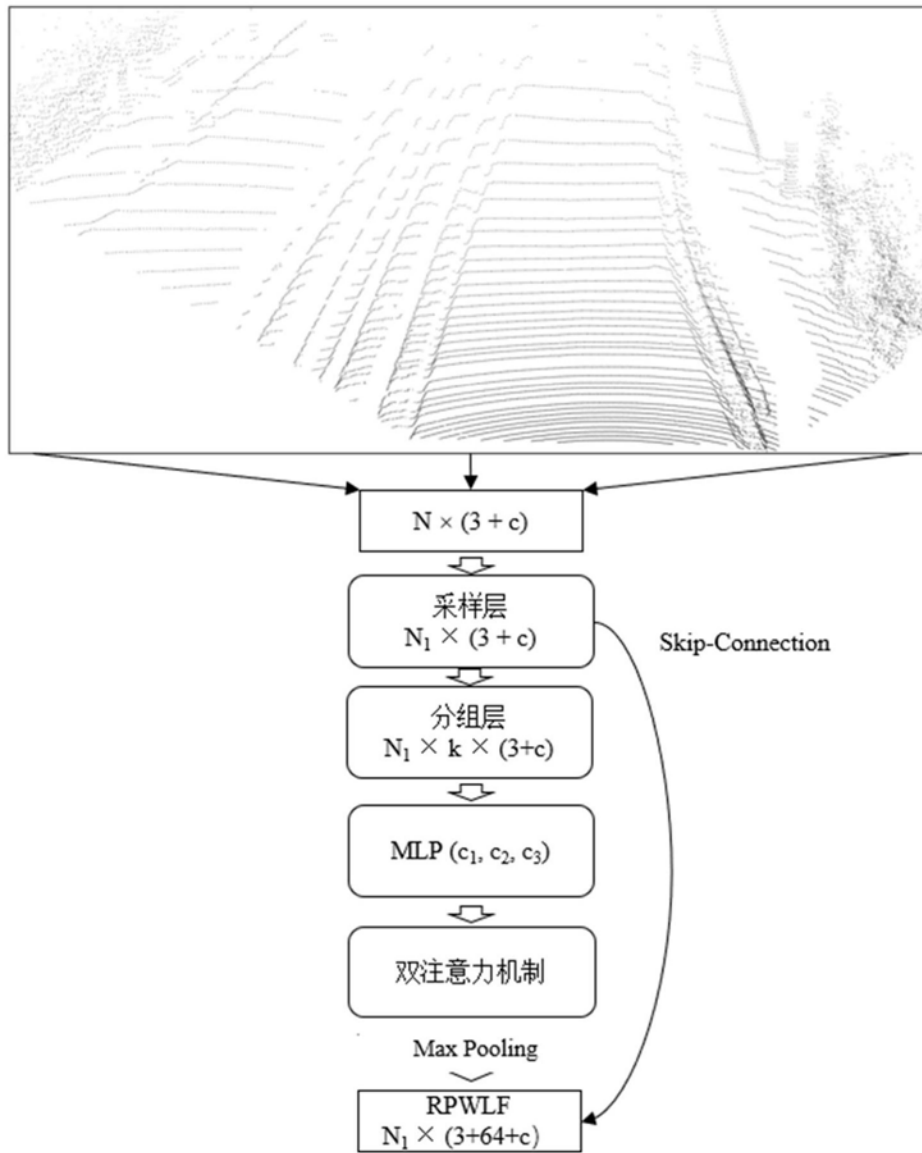 N × (3 + c)
采样层
N₁ × (3 + c)
Skip-Connection
分组层
N₁ × k × (3+c)
MLP (c₁, c₂, c₃)
双注意力机制
Max Pooling
RPWLF
N₁ × (3+64+c)